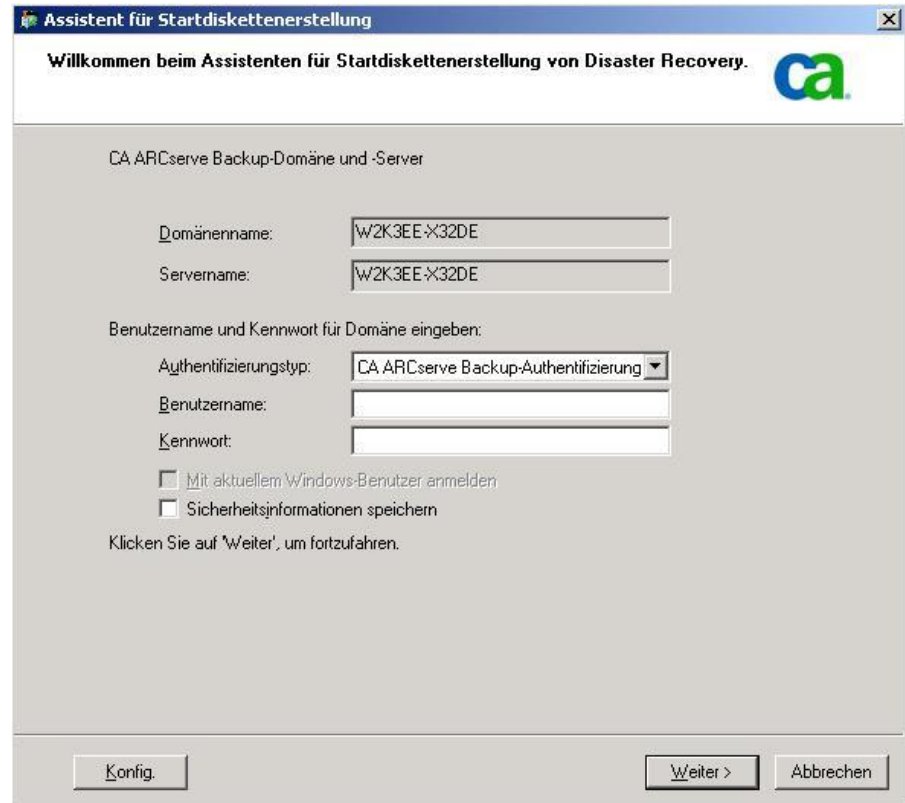 Assistent für Startdiskettenerstellung
Willkommen beim Assistenten für Startdiskettenerstellung von Disaster Recovery.
ca
CA ARCserve Backup-Domäne und -Server
Domänenname: W2K3EE-X32DE
Servername: W2K3EE-X32DE
Benutzername und Kennwort für Domäne eingeben:
Authentifizierungstyp: CA ARCserve Backup-Authentifizierung
Benutzername:
Kennwort:
Mit aktuellem Windows-Benutzer anmelden
Sicherheitsinformationen speichern
Klicken Sie auf 'Weiter', um fortzufahren.
Konfig. Weiter > Abbrechen